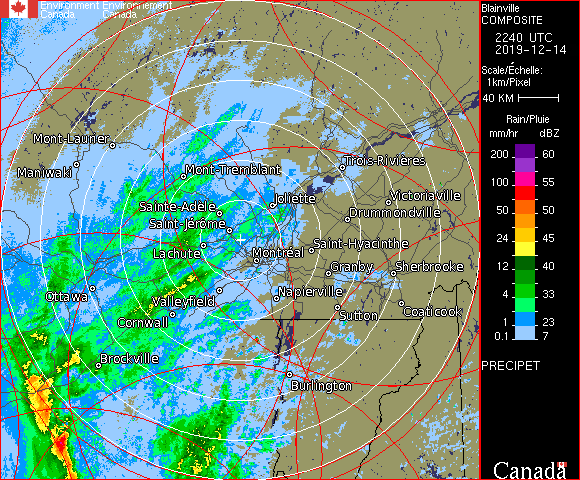 Environment Environnement
Canada Canada
Blainville
COMPOSITE
2240 UTC
2019-12-14
Scale/Échelle:
1km/Pixel
40 KM
Rain/Pluie
mm/hr dBZ
200 60
100 55
50 50
24 45
12 40
4 33
1 23
0.1 7
PRECIPET
Mont-Laurier
Maniwaki
Mont-Tremblant
Trois-Rivières
Joliette
Victoriaville
Sainte-Adèle
Drummondville
Saint-Jérôme
Lachute
Montréal
Saint-Hyacinthe
Granby
Sherbrooke
Ottawa
Valleyfield
Napierville
Coaticook
Cornwall
Sutton
Brockville
Burlington
Canada